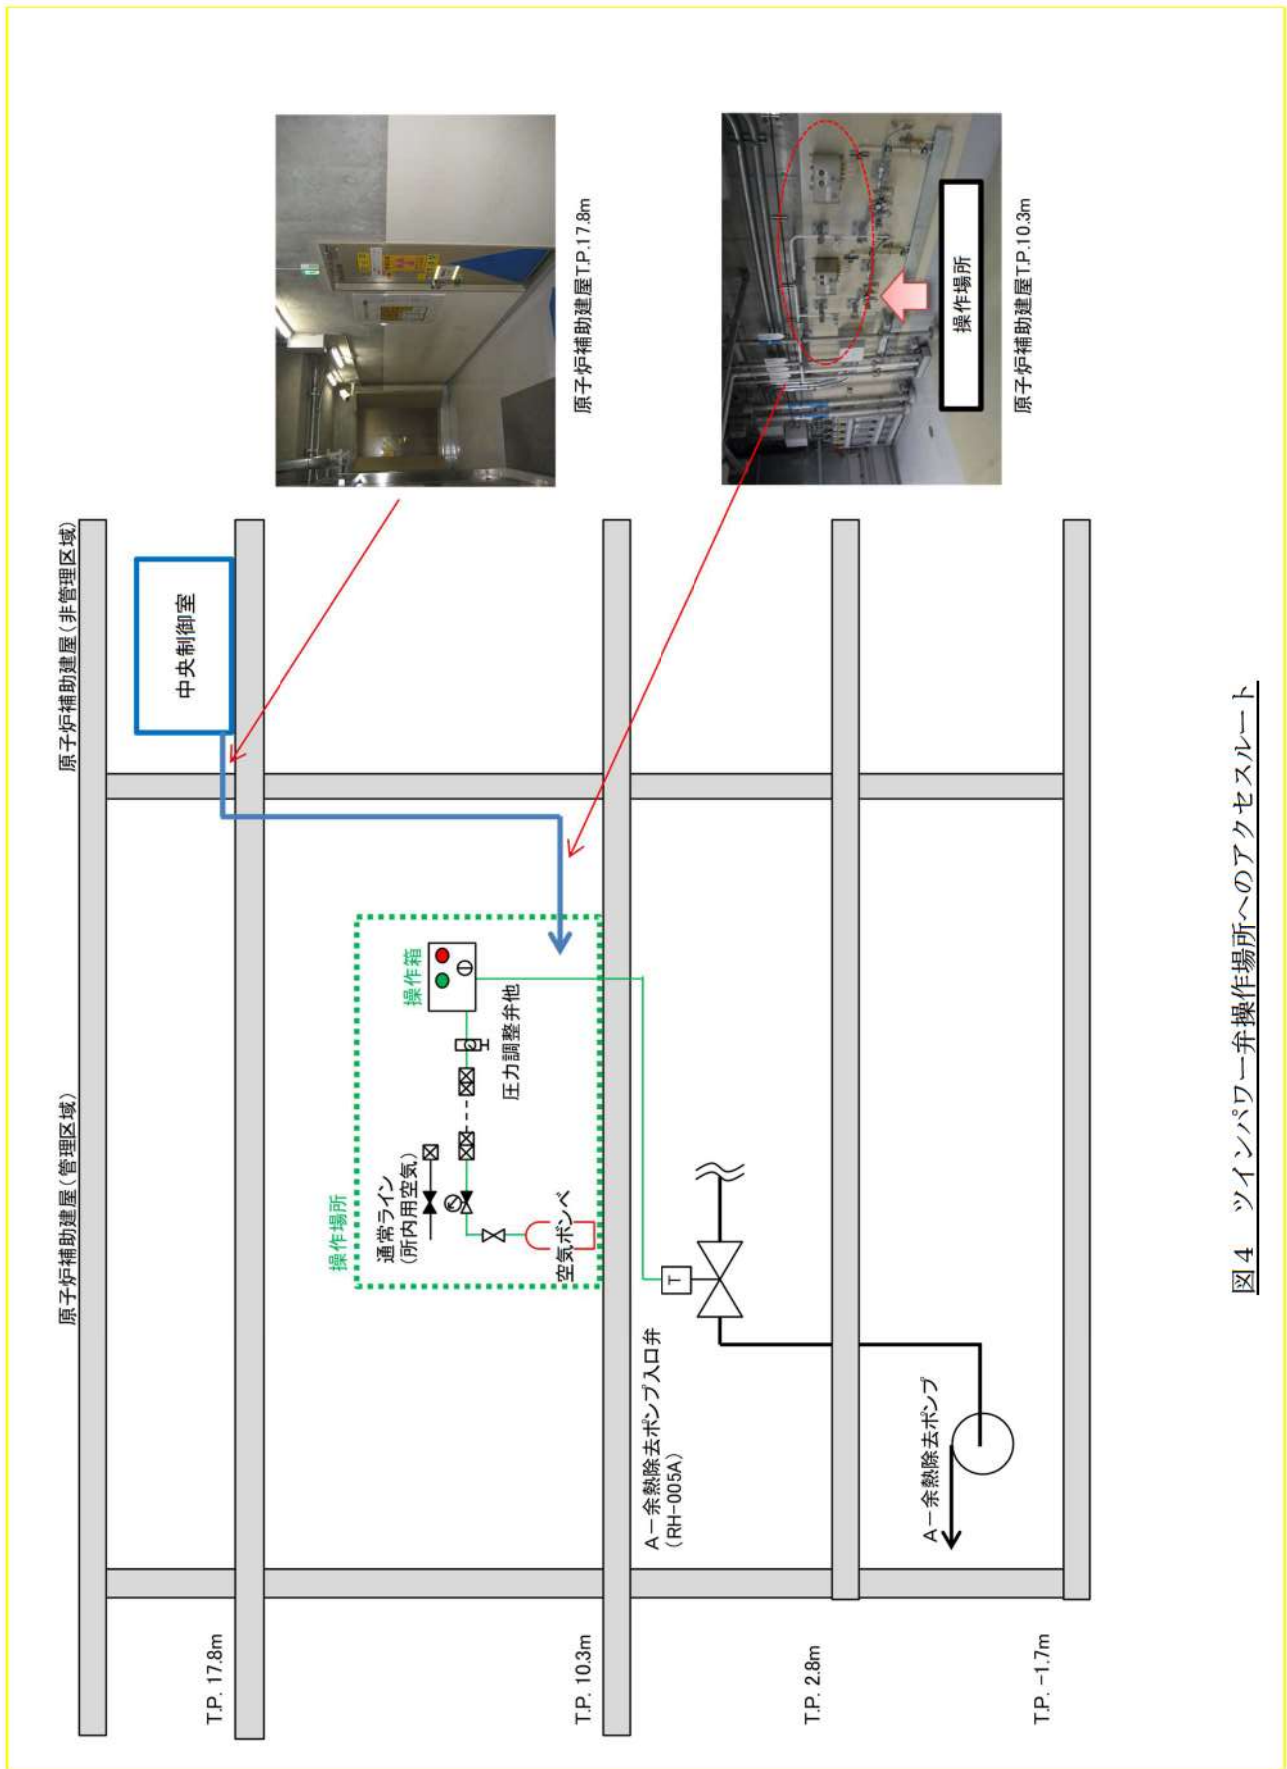 原子炉補助建屋(管理区域)
原子炉補助建屋(非管理区域)
中央制御室
T.P. 17.8m
操作場所
操作箱
通常ライン
(所内用空気)
圧力調整弁他
空気ボンベ
T.P. 10.3m
A－余熱除去ポンプ入口弁
(RH-005A)
T
T.P. 2.8m
A－余熱除去ポンプ
T.P. -1.7m
原子炉補助建屋T.P.17.8m
操作場所
原子炉補助建屋T.P.10.3m
図4 ツインパワー弁操作場所へのアクセスルート